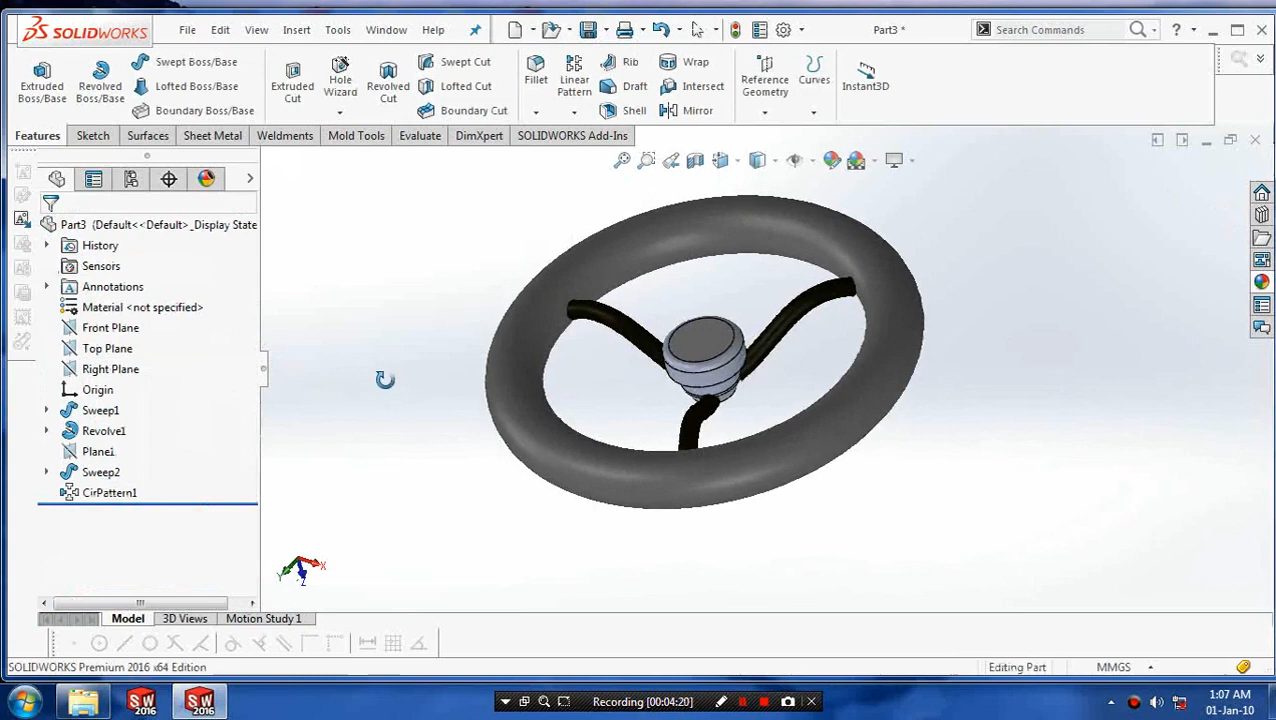 SOLIDWORKS File Edit View Insert Tools Window Help Part3 * Search Commands
Extruded Boss/Base
Revolved Boss/Base
Swept Boss/Base
Lofted Boss/Base
Boundary Boss/Base
Extruded Cut
Hole Wizard
Revolved Cut
Swept Cut
Lofted Cut
Boundary Cut
Fillet
Linear Pattern
Rib
Draft
Shell
Wrap
Intersect
Mirror
Reference Geometry
Curves
Instant3D
Features Sketch Surfaces Sheet Metal Weldments Mold Tools Evaluate DimXpert SOLIDWORKS Add-Ins
Part3 (Default<<Default>_Display State
History
Sensors
Annotations
Material <not specified>
Front Plane
Top Plane
Right Plane
Origin
Sweep1
Revolve1
Plane1
Sweep2
CirPattern1
X
Y
Z
Model 3D Views Motion Study 1
SOLIDWORKS Premium 2016 x64 Edition Editing Part MMGS
SW 2016
SW 2016
Recording [00:04:20]
1:07 AM
01-Jan-10